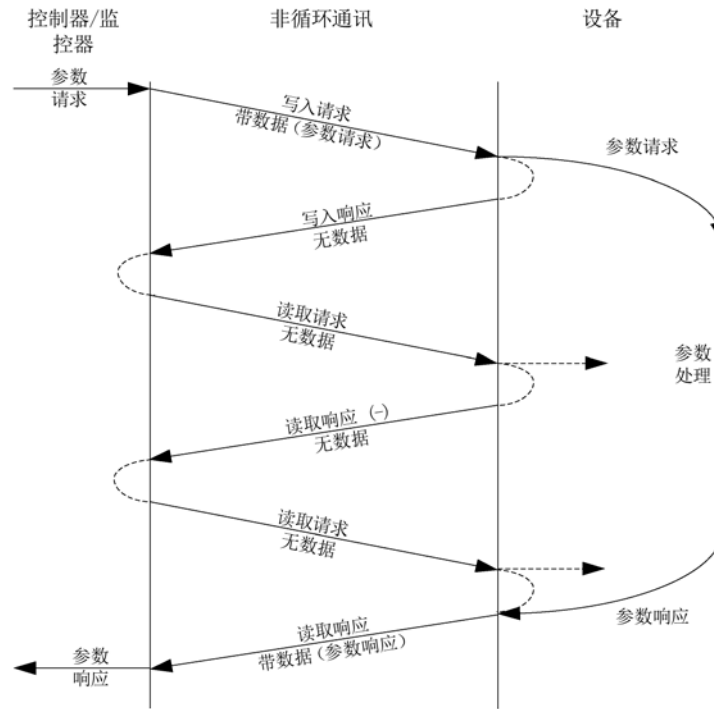 控制器/监
控器
非循环通讯
设备
参数
请求
写入请求
带数据(参数请求)
参数请求
写入响应
无数据
读取请求
无数据
参数
处理
读取响应 (-)
无数据
读取请求
无数据
参数响应
读取响应
带数据(参数响应)
参数
响应